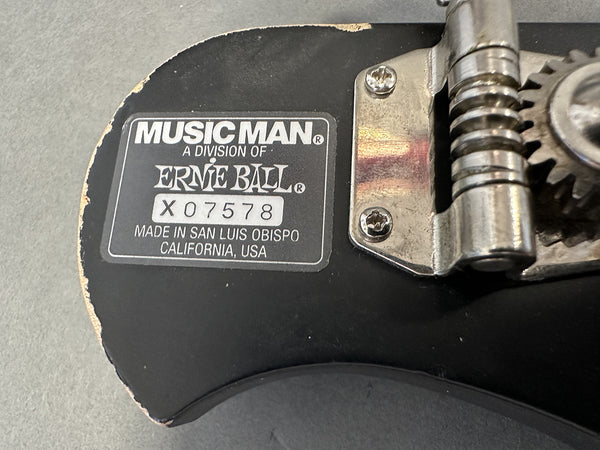 MUSIC MAN®
A DIVISION OF
ERNIE BALL®
X07578
MADE IN SAN LUIS OBISPO
CALIFORNIA, USA